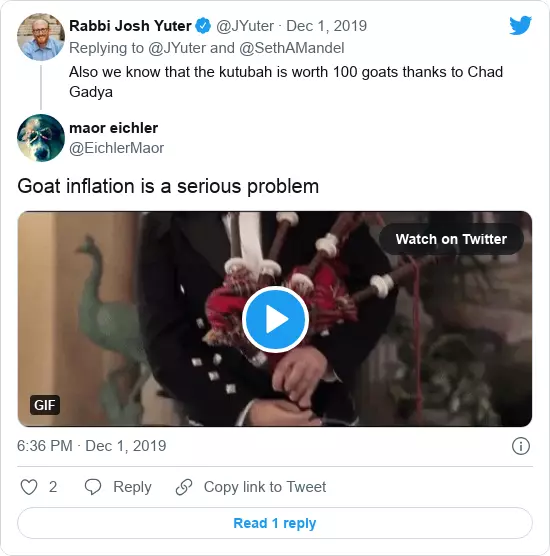 Rabbi Josh Yuter @JYuter · Dec 1, 2019
Replying to @JYuter and @SethAMandel
Also we know that the kutubah is worth 100 goats thanks to Chad
Gadya
maor eichler
@EichlerMaor
Goat inflation is a serious problem
Watch on Twitter
GIF
6:36 PM · Dec 1, 2019
2 Reply Copy link to Tweet
Read 1 reply